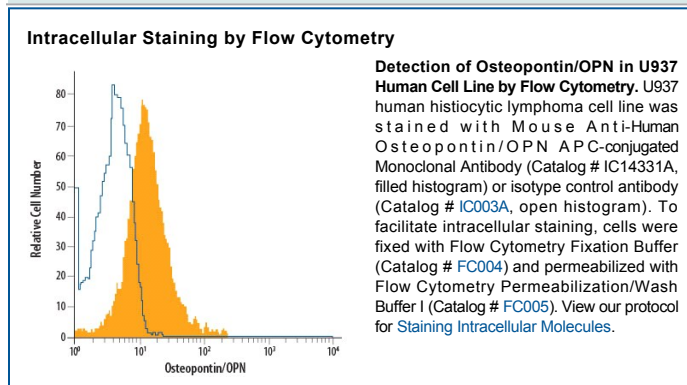 Intracellular Staining by Flow Cytometry
Detection of Osteopontin/OPN in U937
Human Cell Line by Flow Cytometry. U937
human histiocytic lymphoma cell line was
stained with Mouse Anti-Human
Osteopontin/OPN APC-conjugated
Monoclonal Antibody (Catalog # IC14331A,
filled histogram) or isotype control antibody
(Catalog # IC003A, open histogram). To
facilitate intracellular staining, cells were
fixed with Flow Cytometry Fixation Buffer
(Catalog # FC004) and permeabilized with
Flow Cytometry Permeabilization/Wash
Buffer I (Catalog # FC005). View our protocol
for Staining Intracellular Molecules.
Relative Cell Number
80
70
60
50
40
30
20
10
0
10⁰ 10¹ 10² 10³ 10⁴
Osteopontin/OPN